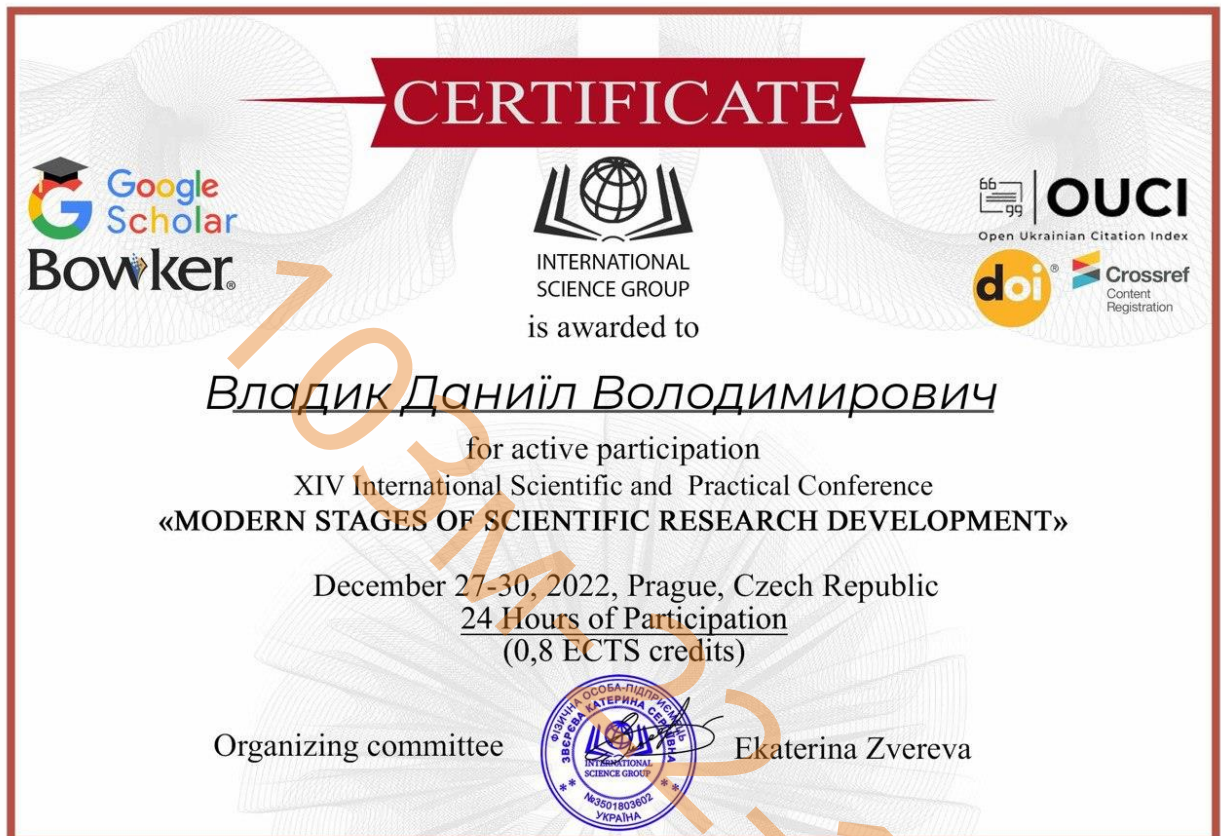 CERTIFICATE
Google
Scholar
Bowker®
INTERNATIONAL
SCIENCE GROUP
66
99
OUCI
Open Ukrainian Citation Index
doi®
Crossref
Content
Registration
is awarded to
Владик Даниїл Володимирович
for active participation
XIV International Scientific and Practical Conference
«MODERN STAGES OF SCIENTIFIC RESEARCH DEVELOPMENT»
December 27-30, 2022, Prague, Czech Republic
24 Hours of Participation
(0,8 ECTS credits)
Organizing committee
ФІЗИЧНА ОСОБА-ПІДПРИЄМЕЦЬ
ЗВЄРЄВА КАТЕРИНА СЕРГІЇВНА
INTERNATIONAL
SCIENCE GROUP
№3501803602
УКРАЇНА
Ekaterina Zvereva